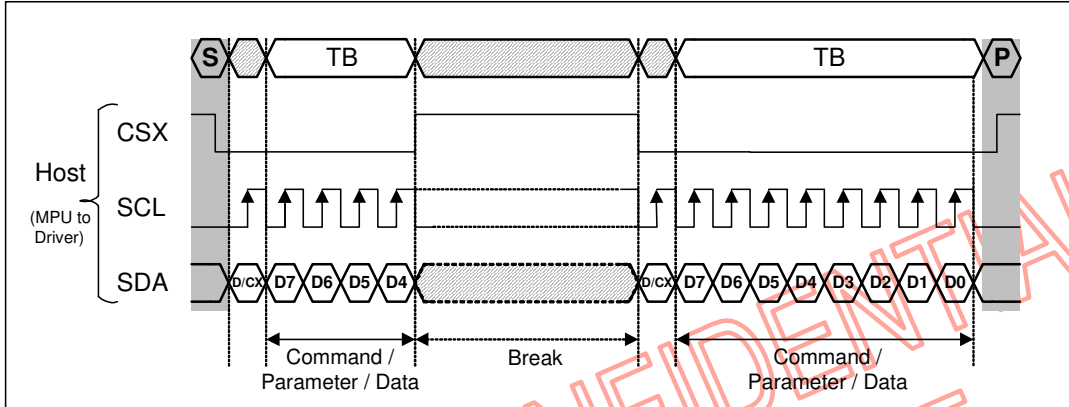 S TB TB P
CSX
Host
(MPU to
Driver)
SCL
SDA D/CX D7 D6 D5 D4 D/CX D7 D6 D5 D4 D3 D2 D1 D0
Command /
Parameter / Data
Break
Command /
Parameter / Data